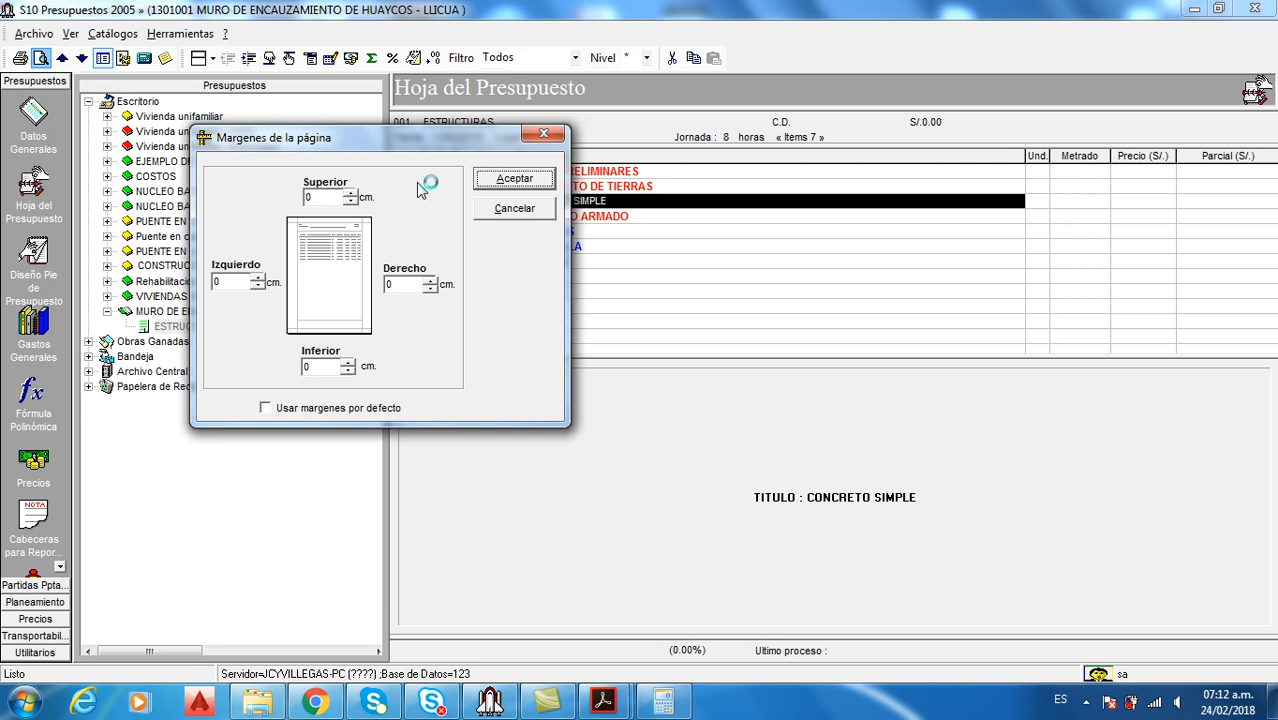 S10 Presupuestos 2005 » (1301001 MURO DE ENCAUZAMIENTO DE HUAYCOS - LLICUA )
Archivo Ver Catálogos Herramientas ?
Filtro Todos Nivel *
Presupuestos
Datos Generales
Hoja del Presupuesto
Diseño Pie de Presupuesto
Gastos Generales
fx
Fórmula Polinómica
Precios
NOTA
Cabeceras para Repor...
Partidas Ppta...
Planeamiento
Precios
Transportabil...
Utilitarios
Presupuestos
Escritorio
Vivienda unifamiliar
Vivienda u
Vivienda u
EJEMPLO DE
COSTOS
NUCLEO BA
NUCLEO BA
PUENTE EN
Puente en c
PUENTE EN
CONSTRUC
Rehabilitació
VIVIENDAS
MURO DE EN
ESTRUC
Obras Ganadas
Bandeja
Archivo Central
Papelera de Rec
Hoja del Presupuesto
001 ESTRUCTURAS C.D. S/.0.00
Jornada : 8 horas « Items 7 »
Und. Metrado Precio (S/.) Parcial (S/.)
RELIMINARES
TO DE TIERRAS
SIMPLE
O ARMADO
S
LA
TITULO : CONCRETO SIMPLE
(0.00%) Ultimo proceso :
Margenes de la página
Superior
0 cm.
Izquierdo
0 cm.
Derecho
0 cm.
Inferior
0 cm.
Usar margenes por defecto
Aceptar
Cancelar
Listo Servidor=JCYVILLEGAS-PC (????) ;Base de Datos=123 sa
ES
07:12 a.m.
24/02/2018